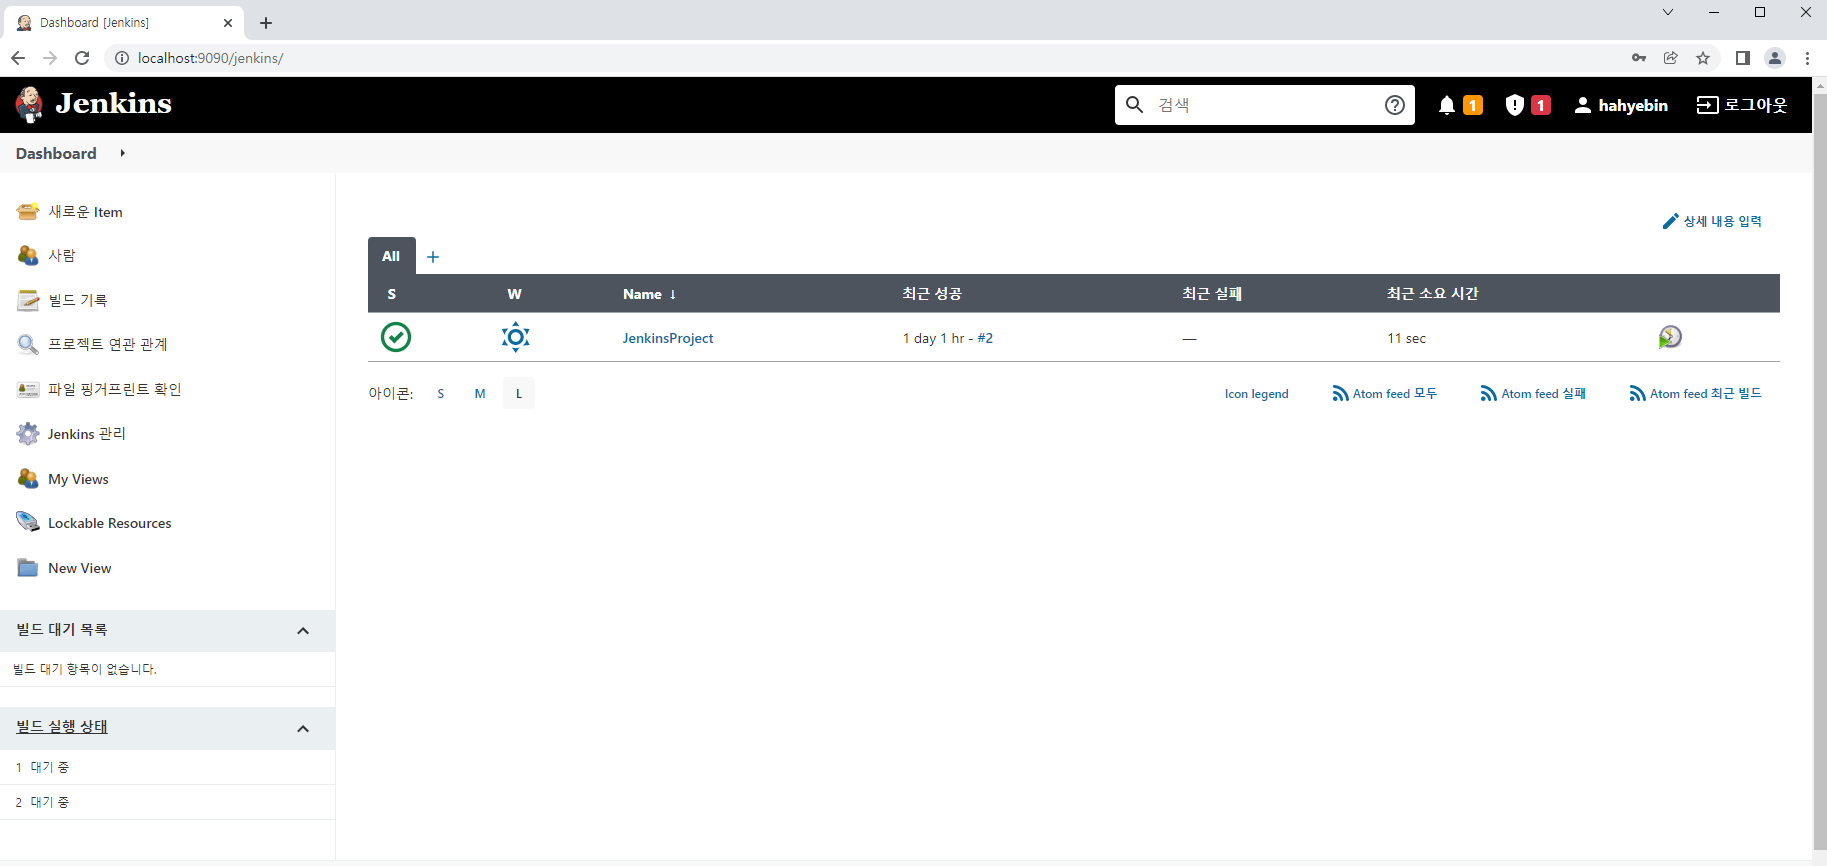 Dashboard [Jenkins]
localhost:9090/jenkins/
Jenkins
검색
1
1
hahyebin
로그아웃
Dashboard
새로운 Item
사람
빌드 기록
프로젝트 연관 관계
파일 핑거프린트 확인
Jenkins 관리
My Views
Lockable Resources
New View
빌드 대기 목록
빌드 대기 항목이 없습니다.
빌드 실행 상태
1 대기 중
2 대기 중
상세 내용 입력
All +
S W Name ↓ 최근 성공 최근 실패 최근 소요 시간
JenkinsProject 1 day 1 hr - #2 — 11 sec
아이콘: S M L
Icon legend Atom feed 모두 Atom feed 실패 Atom feed 최근 빌드